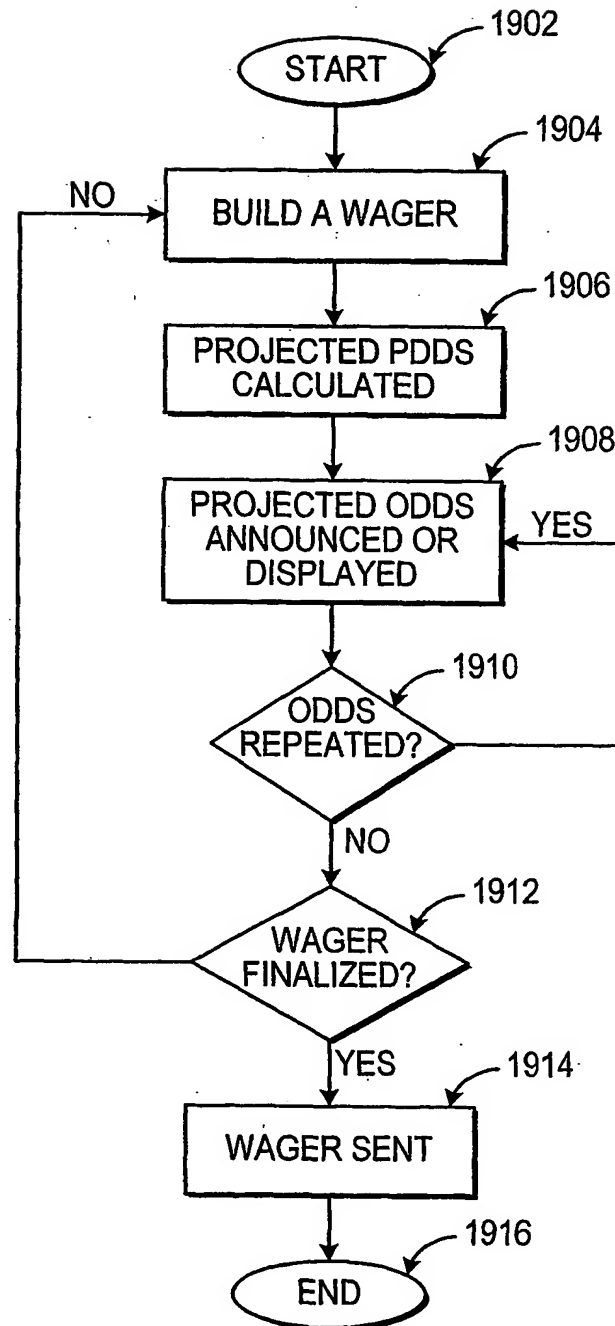 1902
START
1904
NO
BUILD A WAGER
1906
PROJECTED PDDS
CALCULATED
1908
PROJECTED ODDS
ANNOUNCED OR
DISPLAYED
YES
1910
ODDS
REPEATED?
NO
1912
WAGER
FINALIZED?
YES
1914
WAGER SENT
1916
END